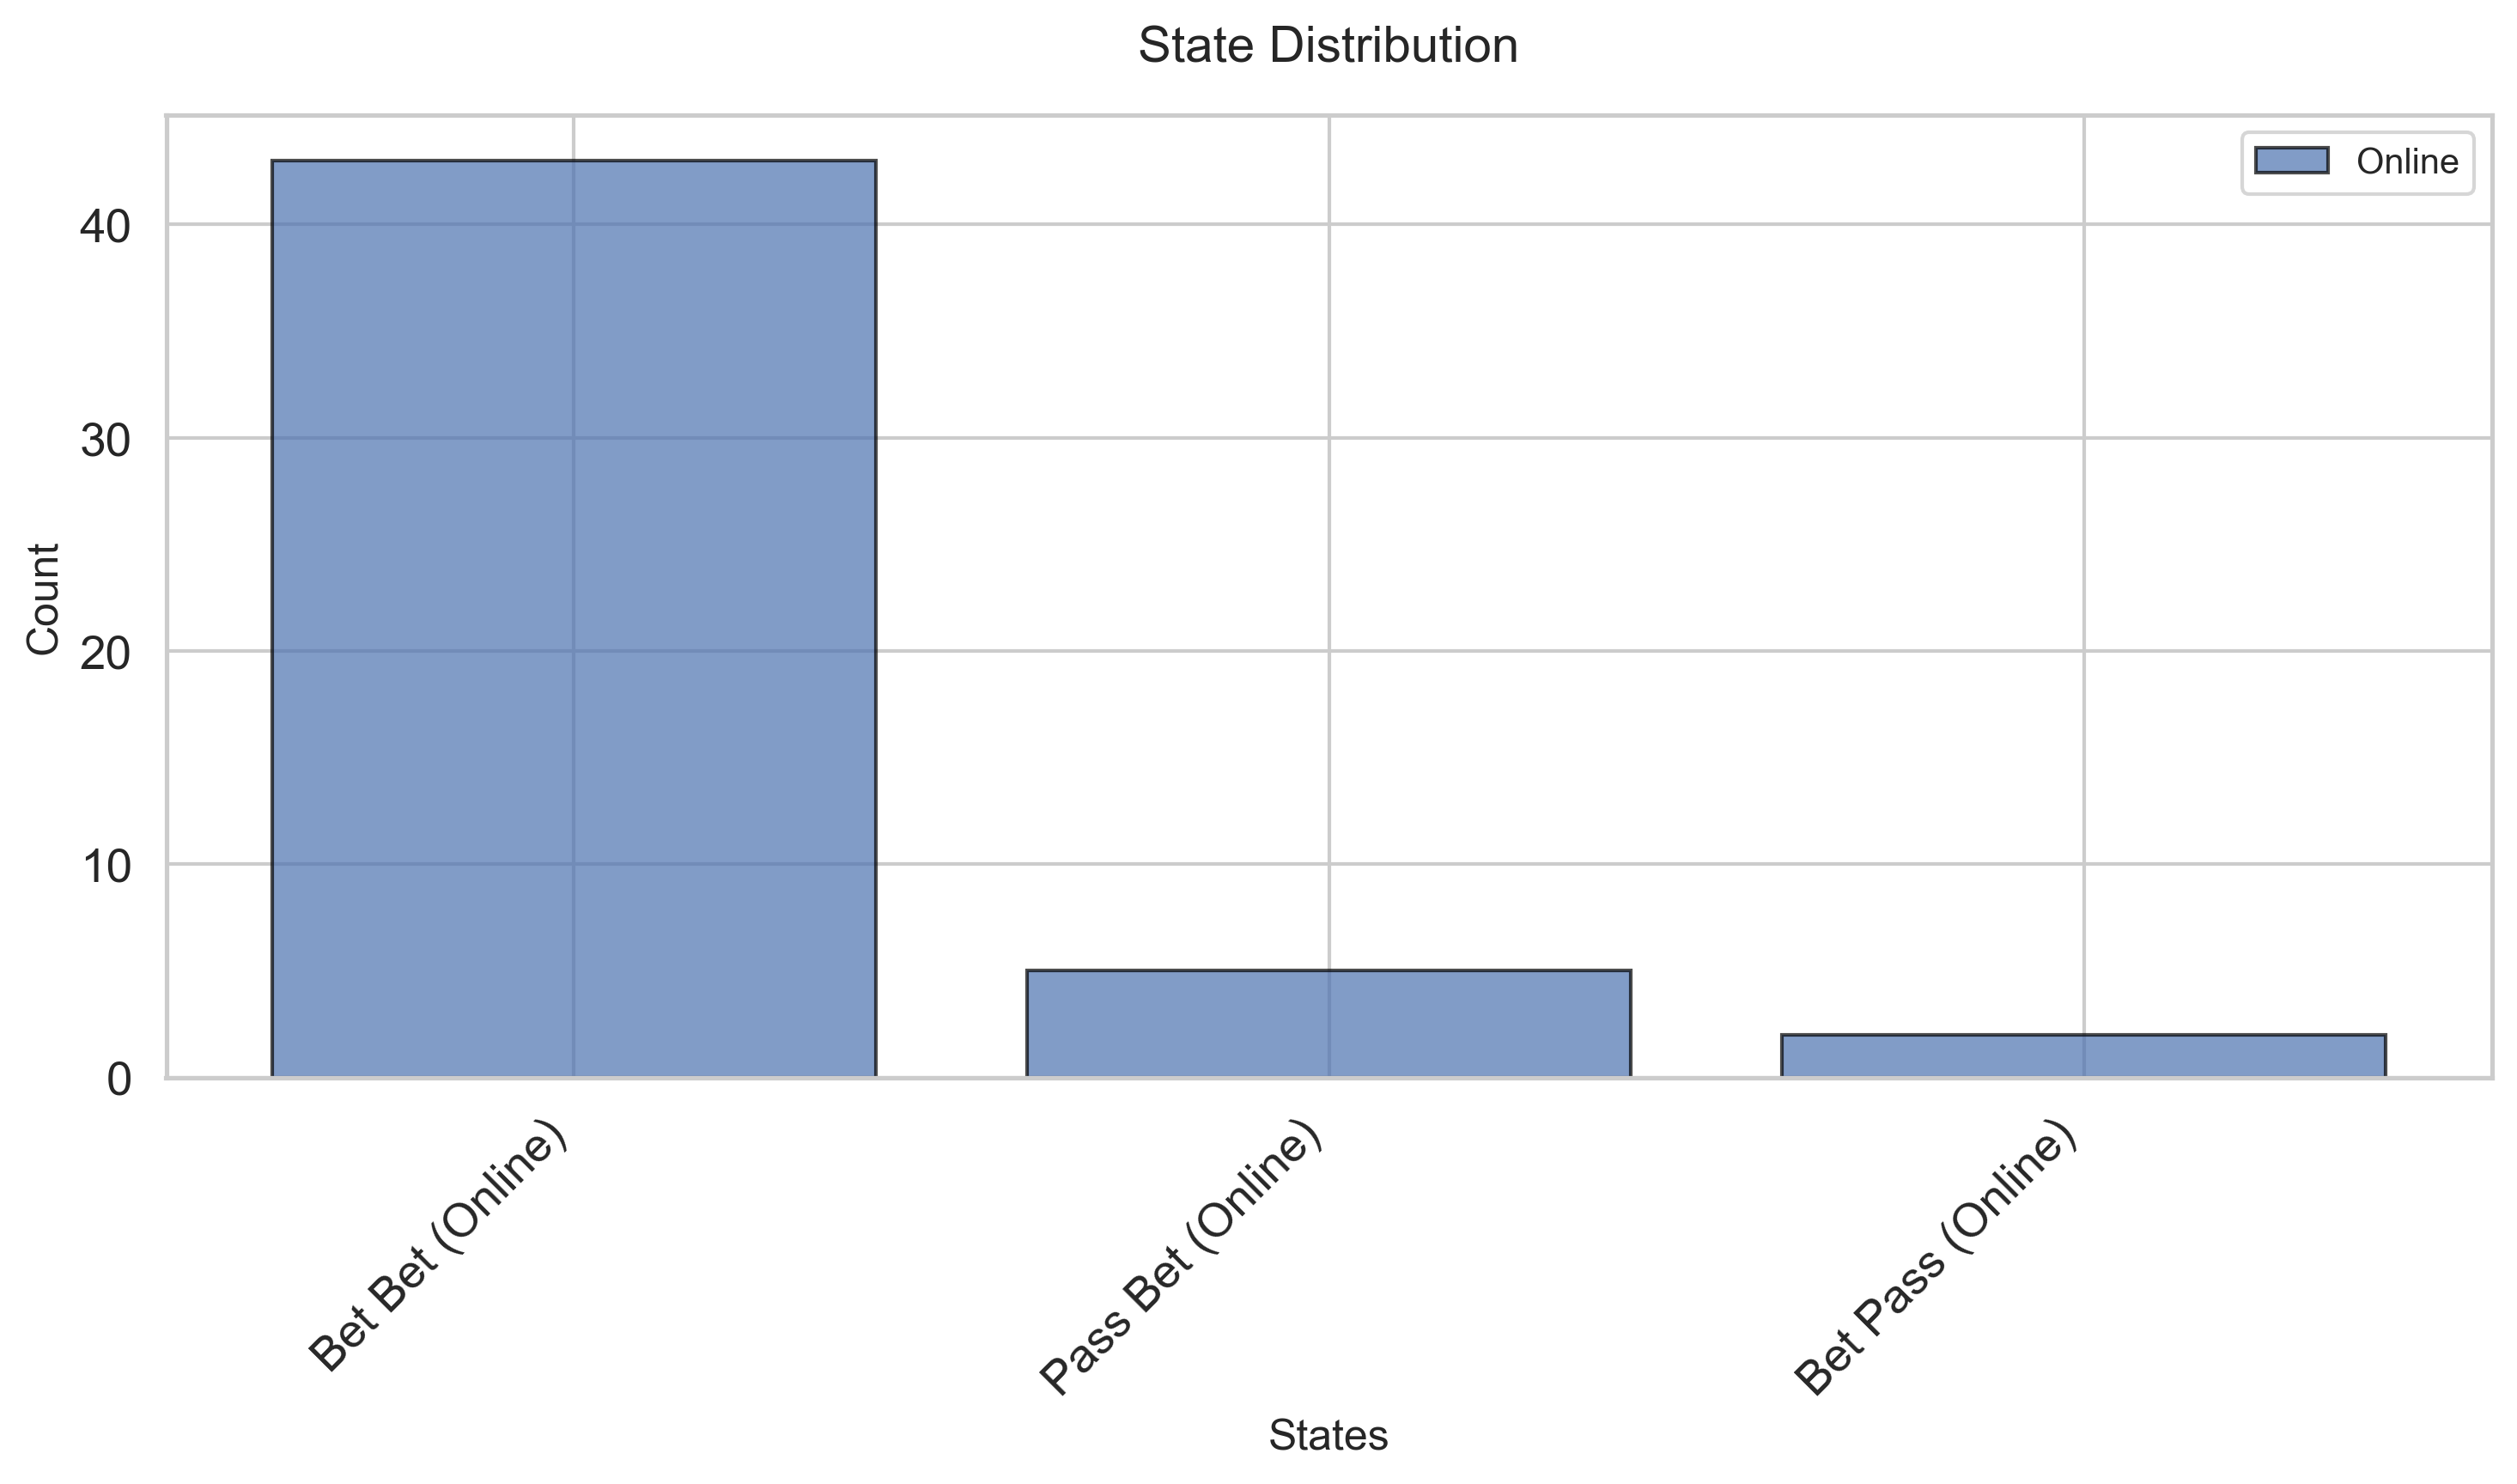 State Distribution
Online
Count
40
30
20
10
0
Bet Bet (Online)
Pass Bet (Online)
Bet Pass (Online)
States